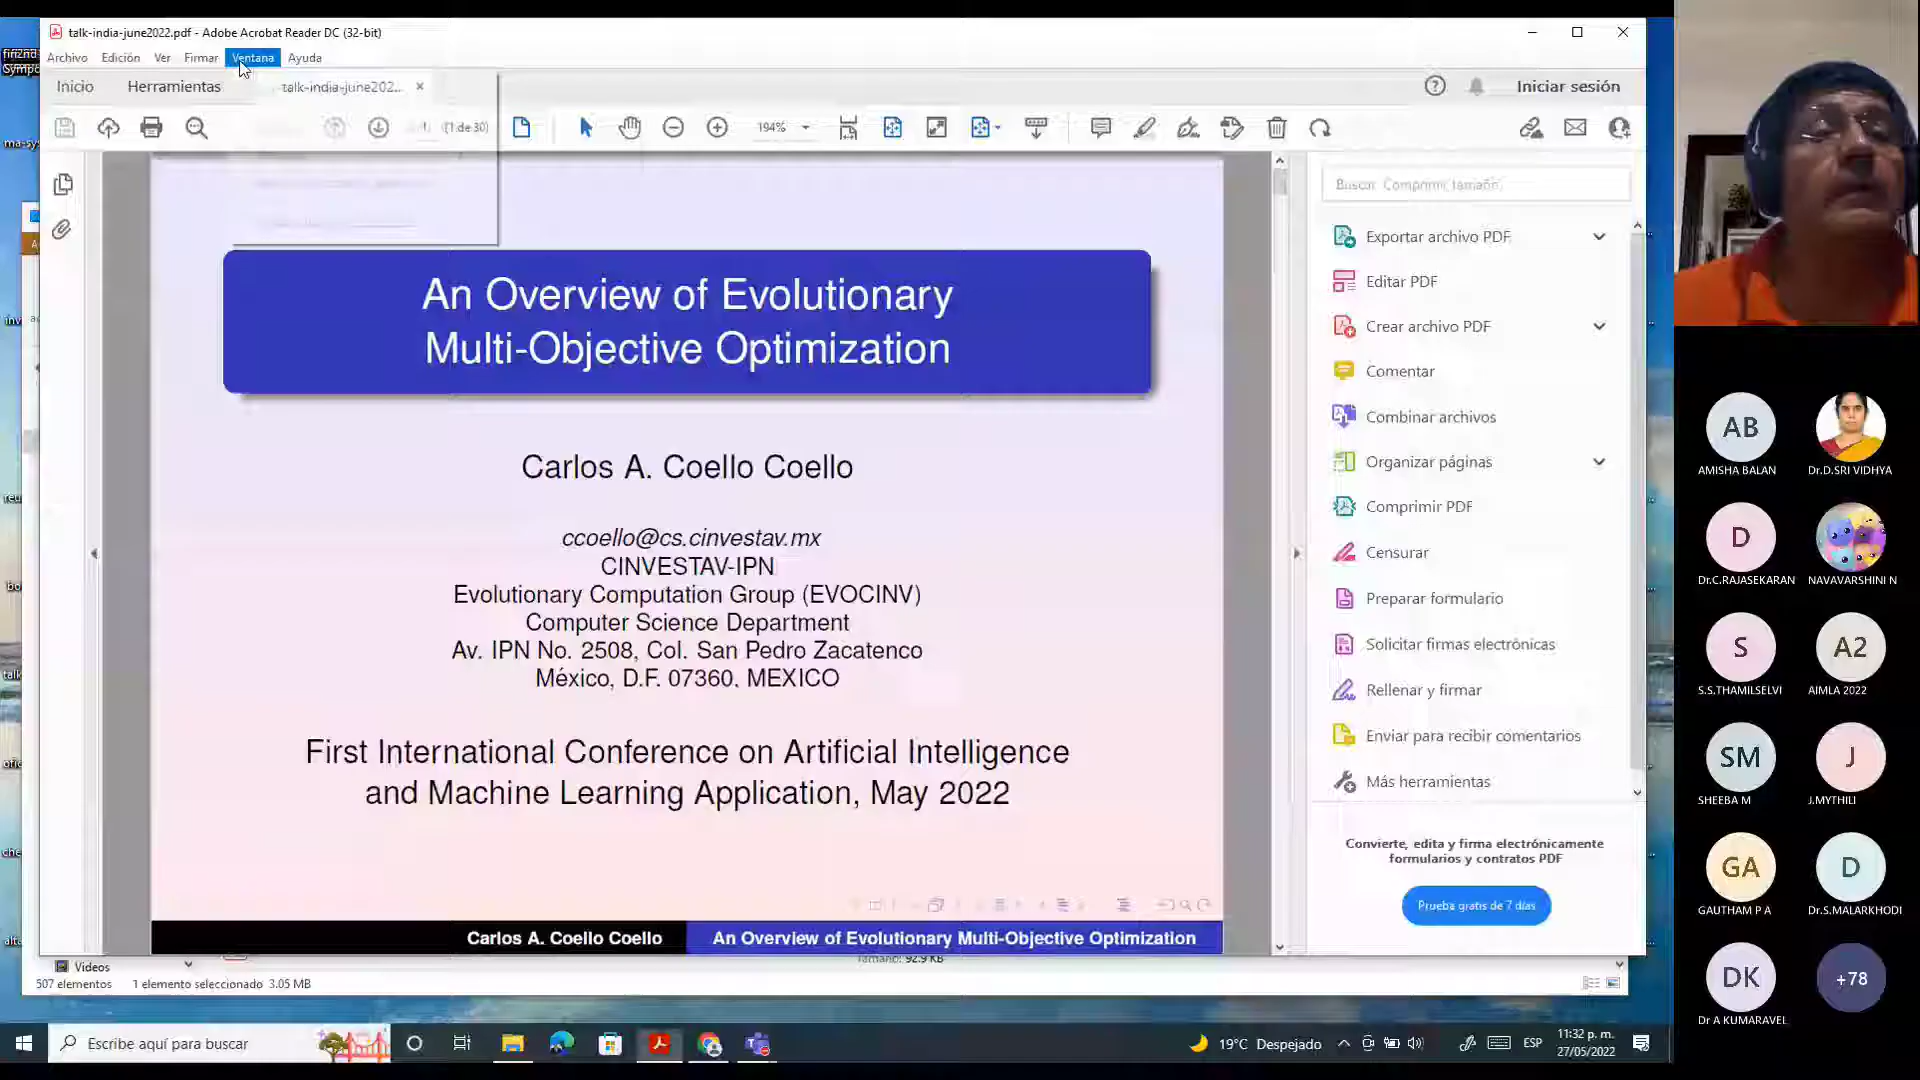 talk-india-june2022.pdf - Adobe Acrobat Reader DC (32-bit)
Archivo Edición Ver Firmar Ventana Ayuda
Inicio Herramientas talk-india-june202... × Iniciar sesión
(1 de 30) 194%
Buscar "Comprimir tamaño"
Exportar archivo PDF
Editar PDF
Crear archivo PDF
Comentar
Combinar archivos
Organizar páginas
Comprimir PDF
Censurar
Preparar formulario
Solicitar firmas electrónicas
Rellenar y firmar
Enviar para recibir comentarios
Más herramientas
Convierte, edita y firma electrónicamente
formularios y contratos PDF
Prueba gratis de 7 días
An Overview of Evolutionary
Multi-Objective Optimization
Carlos A. Coello Coello
ccoello@cs.cinvestav.mx
CINVESTAV-IPN
Evolutionary Computation Group (EVOCINV)
Computer Science Department
Av. IPN No. 2508, Col. San Pedro Zacatenco
México, D.F. 07360. MEXICO
First International Conference on Artificial Intelligence
and Machine Learning Application, May 2022
Carlos A. Coello Coello An Overview of Evolutionary Multi-Objective Optimization
Videos
Tamaño: 92.9 KB
507 elementos 1 elemento seleccionado 3.05 MB
Escribe aquí para buscar
19°C Despejado
ESP
11:32 p. m.
27/05/2022
AB
AMISHA BALAN
Dr.D.SRI VIDHYA
D
Dr.C.RAJASEKARAN
NAVAVARSHINI N
S
S.S.THAMILSELVI
A2
AIMLA 2022
SM
SHEEBA M
J
J.MYTHILI
GA
GAUTHAM P A
D
Dr.S.MALARKHODI
DK
Dr A KUMARAVEL
+78